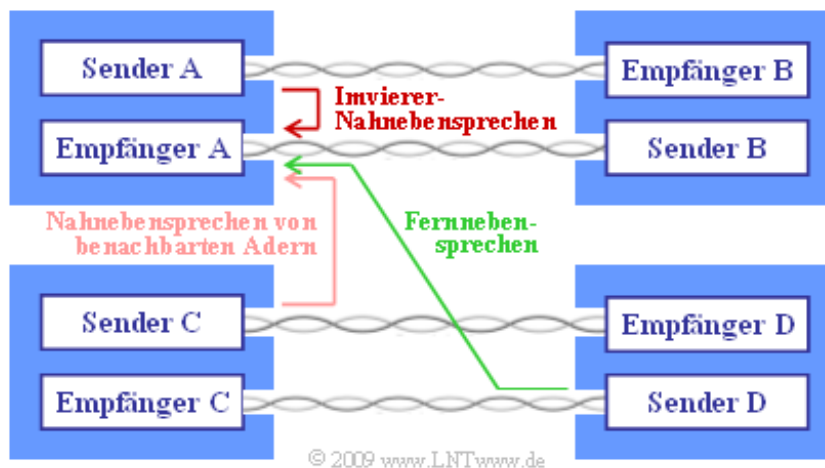 Sender A
Empfänger B
Imvierer-
Nahnebensprechen
Empfänger A
Sender B
Nahnebensprechen von
benachbarten Adern
Fernneben-
sprechen
Sender C
Empfänger D
Empfänger C
Sender D
© 2009 www.LNTwww.de